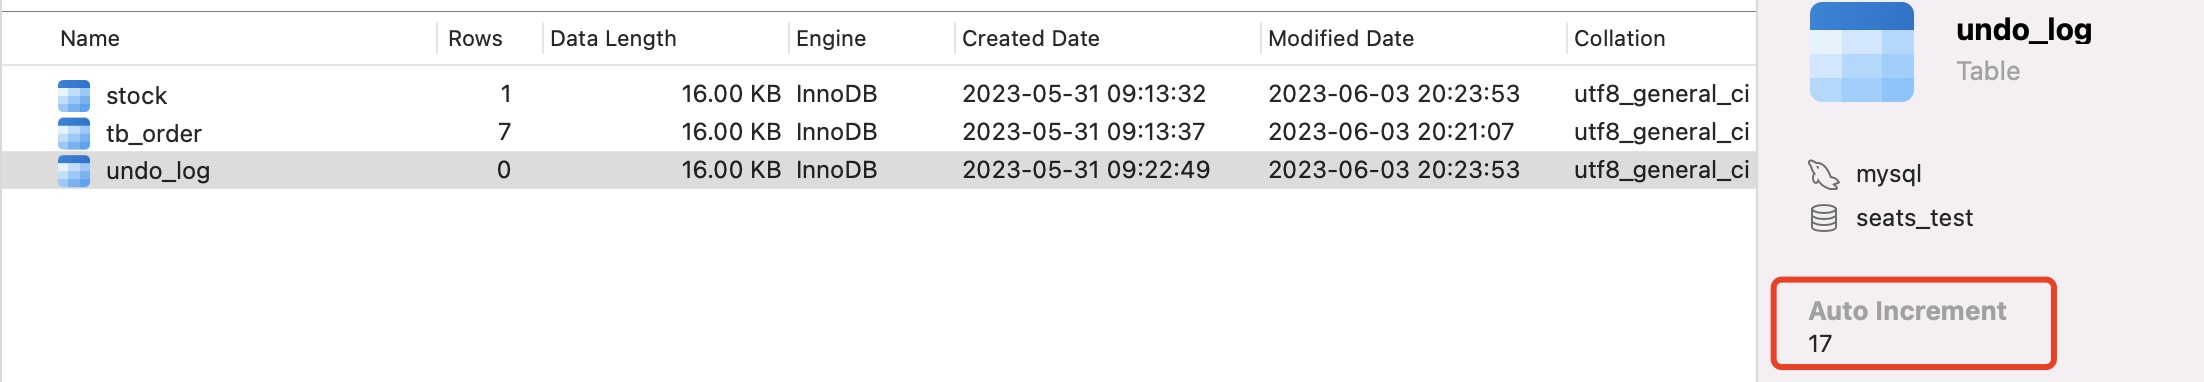 Name Rows Data Length Engine Created Date Modified Date Collation
stock 1 16.00 KB InnoDB 2023-05-31 09:13:32 2023-06-03 20:23:53 utf8_general_ci
tb_order 7 16.00 KB InnoDB 2023-05-31 09:13:37 2023-06-03 20:21:07 utf8_general_ci
undo_log 0 16.00 KB InnoDB 2023-05-31 09:22:49 2023-06-03 20:23:53 utf8_general_ci
undo_log
Table
mysql
seats_test
Auto Increment
17